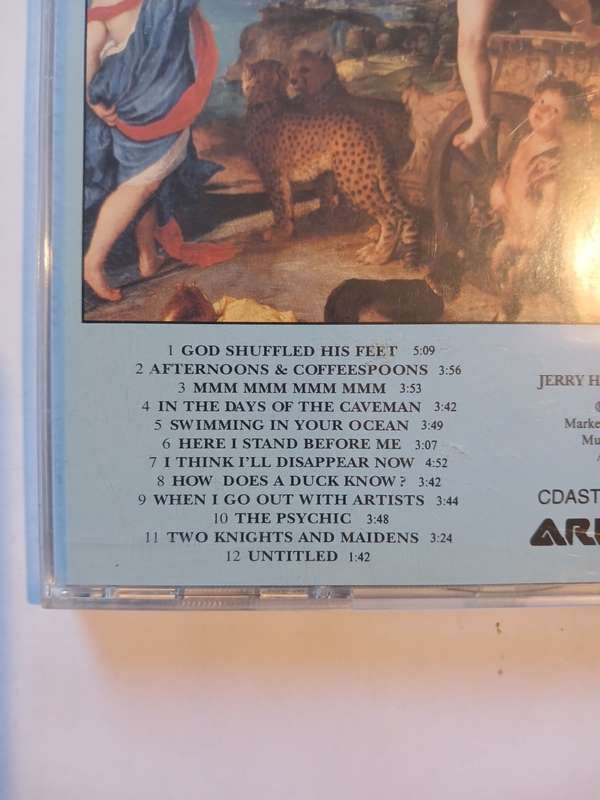 1 GOD SHUFFLED HIS FEET 5:09
2 AFTERNOONS & COFFEESPOONS 3:56
3 MMM MMM MMM MMM 3:53
4 IN THE DAYS OF THE CAVEMAN 3:42
5 SWIMMING IN YOUR OCEAN 3:49
6 HERE I STAND BEFORE ME 3:07
7 I THINK I'LL DISAPPEAR NOW 4:52
8 HOW DOES A DUCK KNOW? 3:42
9 WHEN I GO OUT WITH ARTISTS 3:44
10 THE PSYCHIC 3:48
11 TWO KNIGHTS AND MAIDENS 3:24
12 UNTITLED 1:42
JERRY H
©
Marke
Mu
CDAST